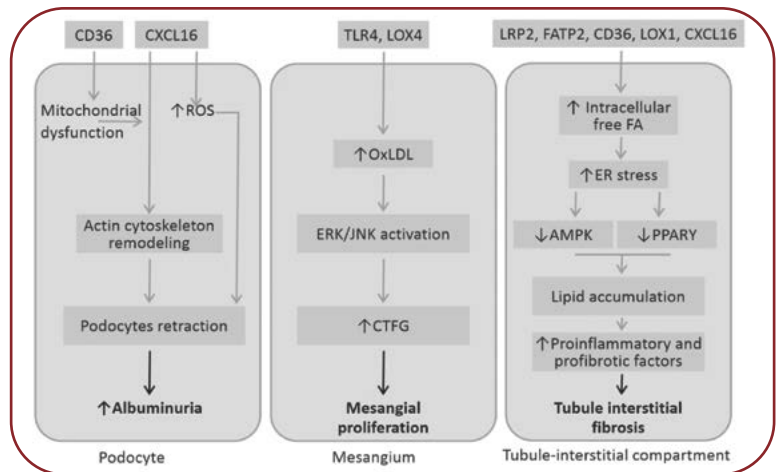 CD36
CXCL16
Mitochondrial
dysfunction
↑ROS
Actin cytoskeleton
remodeling
Podocytes retraction
↑Albuminuria
Podocyte
TLR4, LOX4
↑OxLDL
ERK/JNK activation
↑CTFG
Mesangial
proliferation
Mesangium
LRP2, FATP2, CD36, LOX1, CXCL16
↑ Intracellular
free FA
↑ER stress
↓AMPK
↓PPARY
Lipid accumulation
↑Proinflammatory and
profibrotic factors
Tubule interstitial
fibrosis
Tubule-interstitial compartment